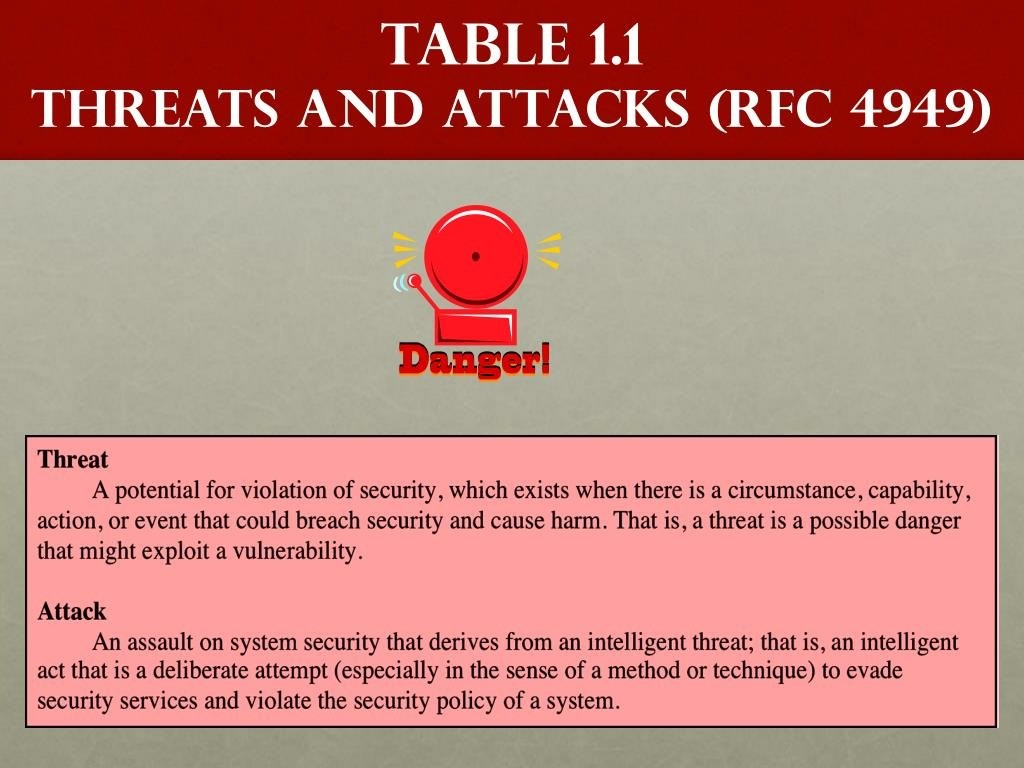 TABLE 1.1
THREATS AND ATTACKS (RFC 4949)
Danger!
Threat
A potential for violation of security, which exists when there is a circumstance, capability,
action, or event that could breach security and cause harm. That is, a threat is a possible danger
that might exploit a vulnerability.
Attack
An assault on system security that derives from an intelligent threat; that is, an intelligent
act that is a deliberate attempt (especially in the sense of a method or technique) to evade
security services and violate the security policy of a system.